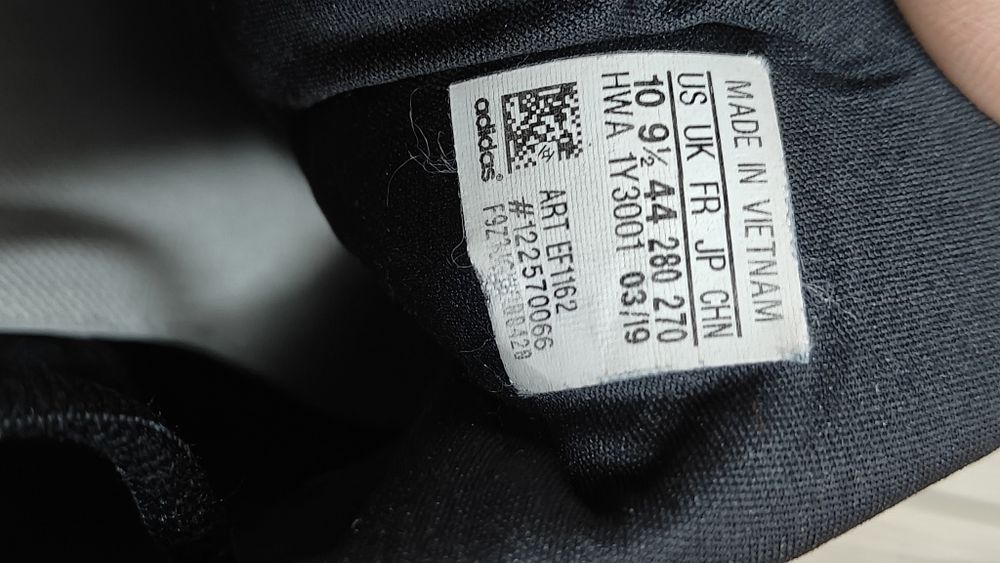 MADE IN VIETNAM
US UK FR JP CHN
10 9½ 44 280 270
HWA 1Y3001 03/19
ART EF1162
#122570066
adidas®